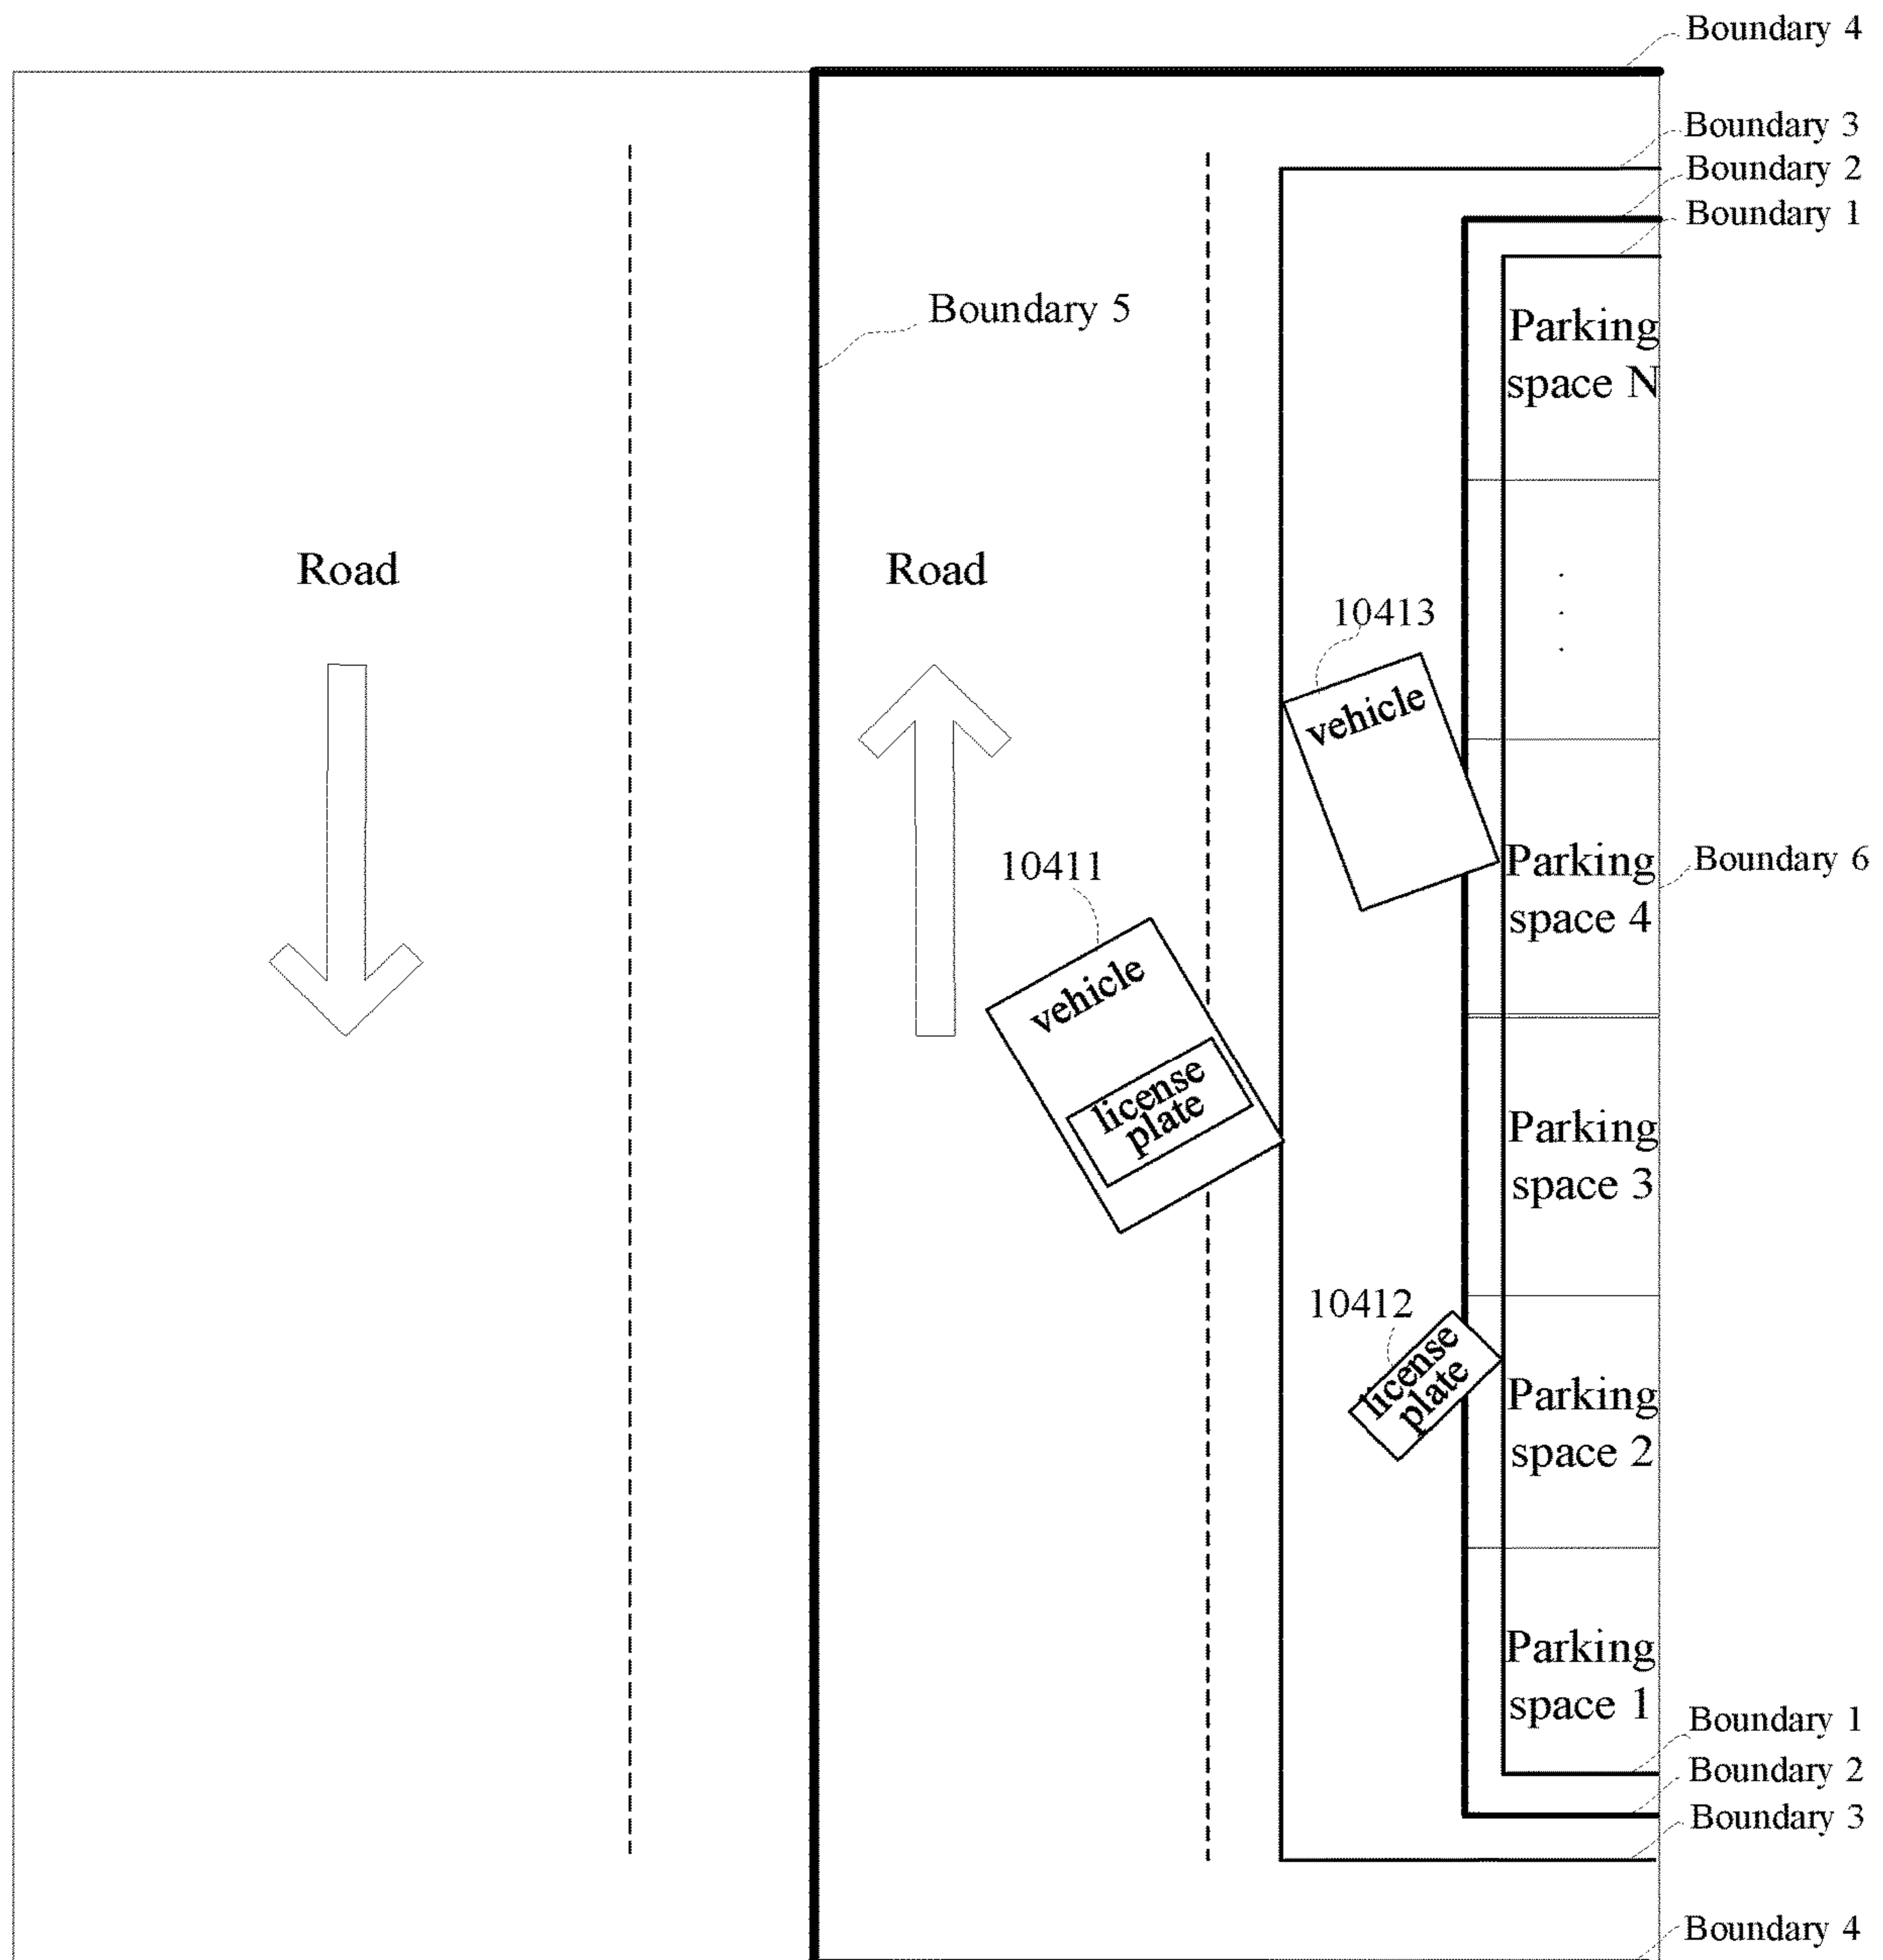 Boundary 4
Boundary 3
Boundary 2
Boundary 1
Boundary 5
Parking
space N
Road
Road
.
.
.
10413
vehicle
10411
Parking
space 4
Boundary 6
vehicle
license
plate
Parking
space 3
10412
license
plate
Parking
space 2
Parking
space 1
Boundary 1
Boundary 2
Boundary 3
Boundary 4